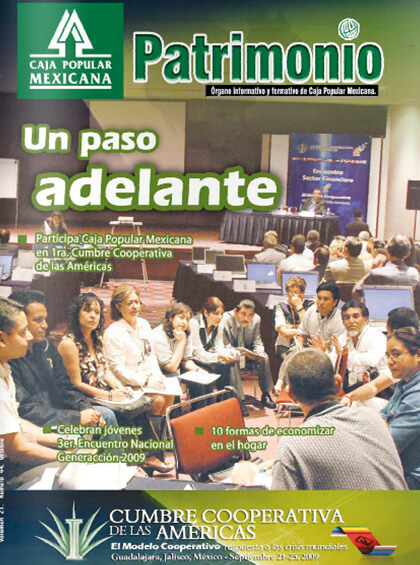 CAJA POPULAR
MEXICANA
Patrimonio
Órgano informativo y formativo de Caja Popular Mexicana.
Un paso
adelante
Encuentro
Sector Financiero
Participa Caja Popular Mexicana
en 1ra. Cumbre Cooperativa
de las Américas
Celebran jóvenes
3er. Encuentro Nacional
Generacción 2009
10 formas de economizar
en el hogar
CUMBRE COOPERATIVA
DE LAS AMÉRICAS
El Modelo Cooperativo respuesta a las crisis mundiales
Guadalajara, Jalisco, México - Septiembre 21-25, 2009